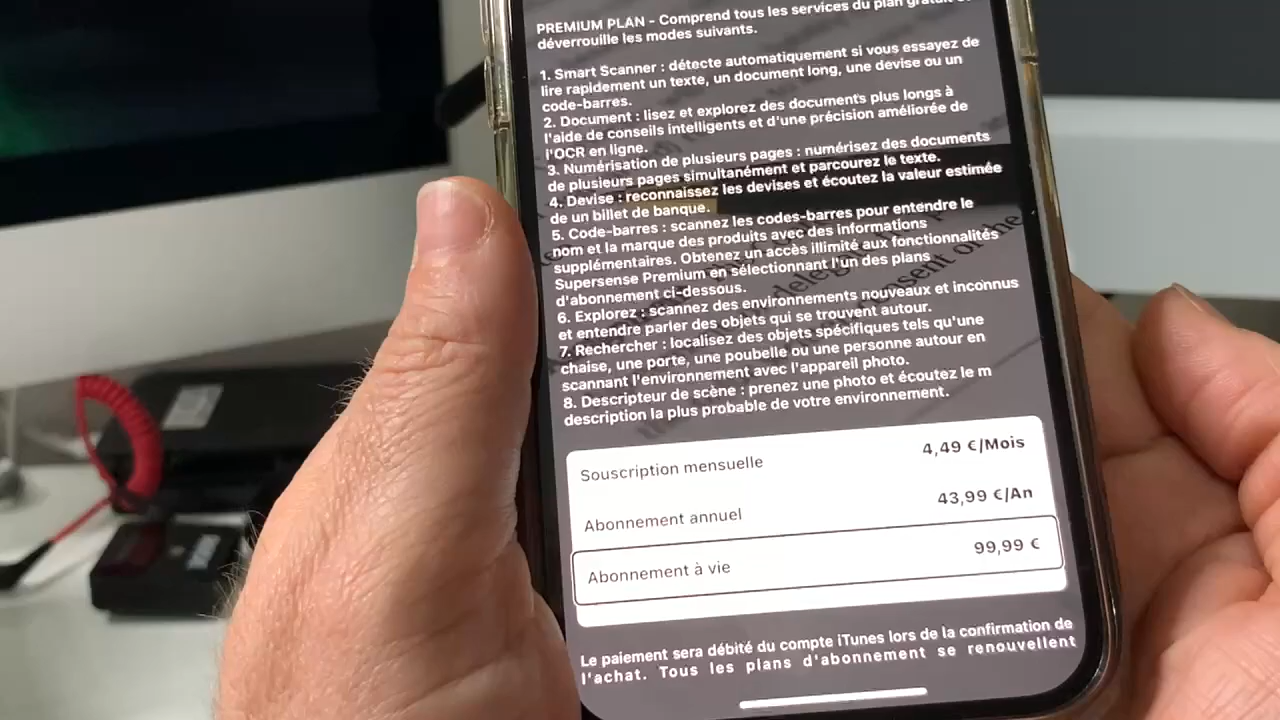 PREMIUM PLAN - Comprend tous les services du plan gratuit et
déverrouille les modes suivants.
1. Smart Scanner : détecte automatiquement si vous essayez de
lire rapidement un texte, un document long, une devise ou un
code-barres.
2. Document : lisez et explorez des documents plus longs à
l'aide de conseils intelligents et d'une précision améliorée de
l'OCR en ligne.
3. Numérisation de plusieurs pages : numérisez des documents
de plusieurs pages simultanément et parcourez le texte.
4. Devise : reconnaissez les devises et écoutez la valeur estimée
de un billet de banque.
5. Code-barres : scannez les codes-barres pour entendre le
nom et la marque des produits avec des informations
supplémentaires. Obtenez un accès illimité aux fonctionnalités
Supersense Premium en sélectionnant l'un des plans
d'abonnement ci-dessous.
6. Explorez : scannez des environnements nouveaux et inconnus
et entendre parler des objets qui se trouvent autour.
7. Rechercher : localisez des objets spécifiques tels qu'une
chaise, une porte, une poubelle ou une personne autour en
scannant l'environnement avec l'appareil photo.
8. Descripteur de scène : prenez une photo et écoutez le m
description la plus probable de votre environnement.
Souscription mensuelle 4,49 €/Mois
Abonnement annuel 43,99 €/An
Abonnement à vie 99,99 €
Le paiement sera débité du compte iTunes lors de la confirmation de
l'achat. Tous les plans d'abonnement se renouvellent